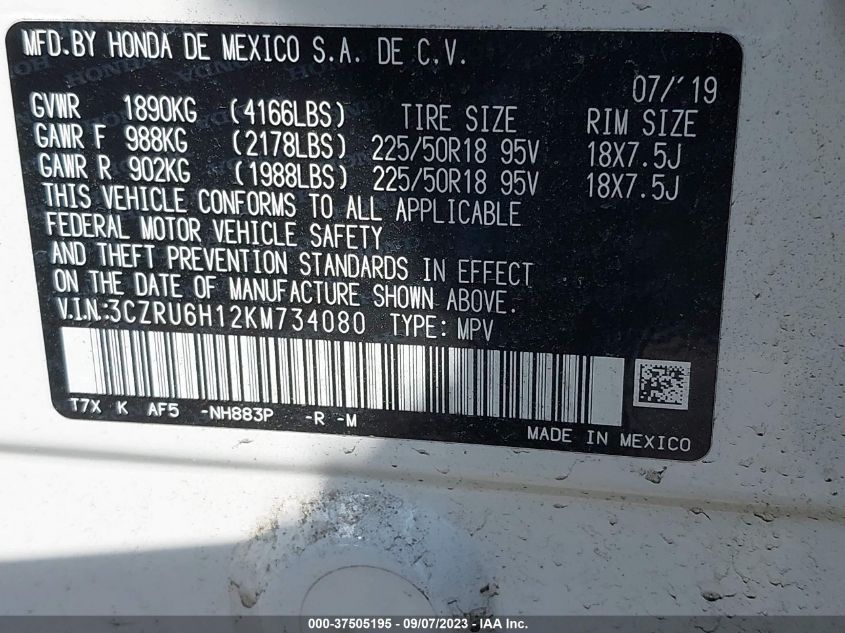 MFD.BY HONDA DE MEXICO S.A. DE C.V.
07/'19
GVWR 1890KG (4166LBS) TIRE SIZE RIM SIZE
GAWR F 988KG (2178LBS) 225/50R18 95V 18X7.5J
GAWR R 902KG (1988LBS) 225/50R18 95V 18X7.5J
THIS VEHICLE CONFORMS TO ALL APPLICABLE
FEDERAL MOTOR VEHICLE SAFETY
AND THEFT PREVENTION STANDARDS IN EFFECT
ON THE DATE OF MANUFACTURE SHOWN ABOVE.
V.I.N:3CZRU6H12KM734080 TYPE: MPV
T7X K AF5 -NH883P -R -M
MADE IN MEXICO
000-37505195 - 09/07/2023 - IAA Inc.